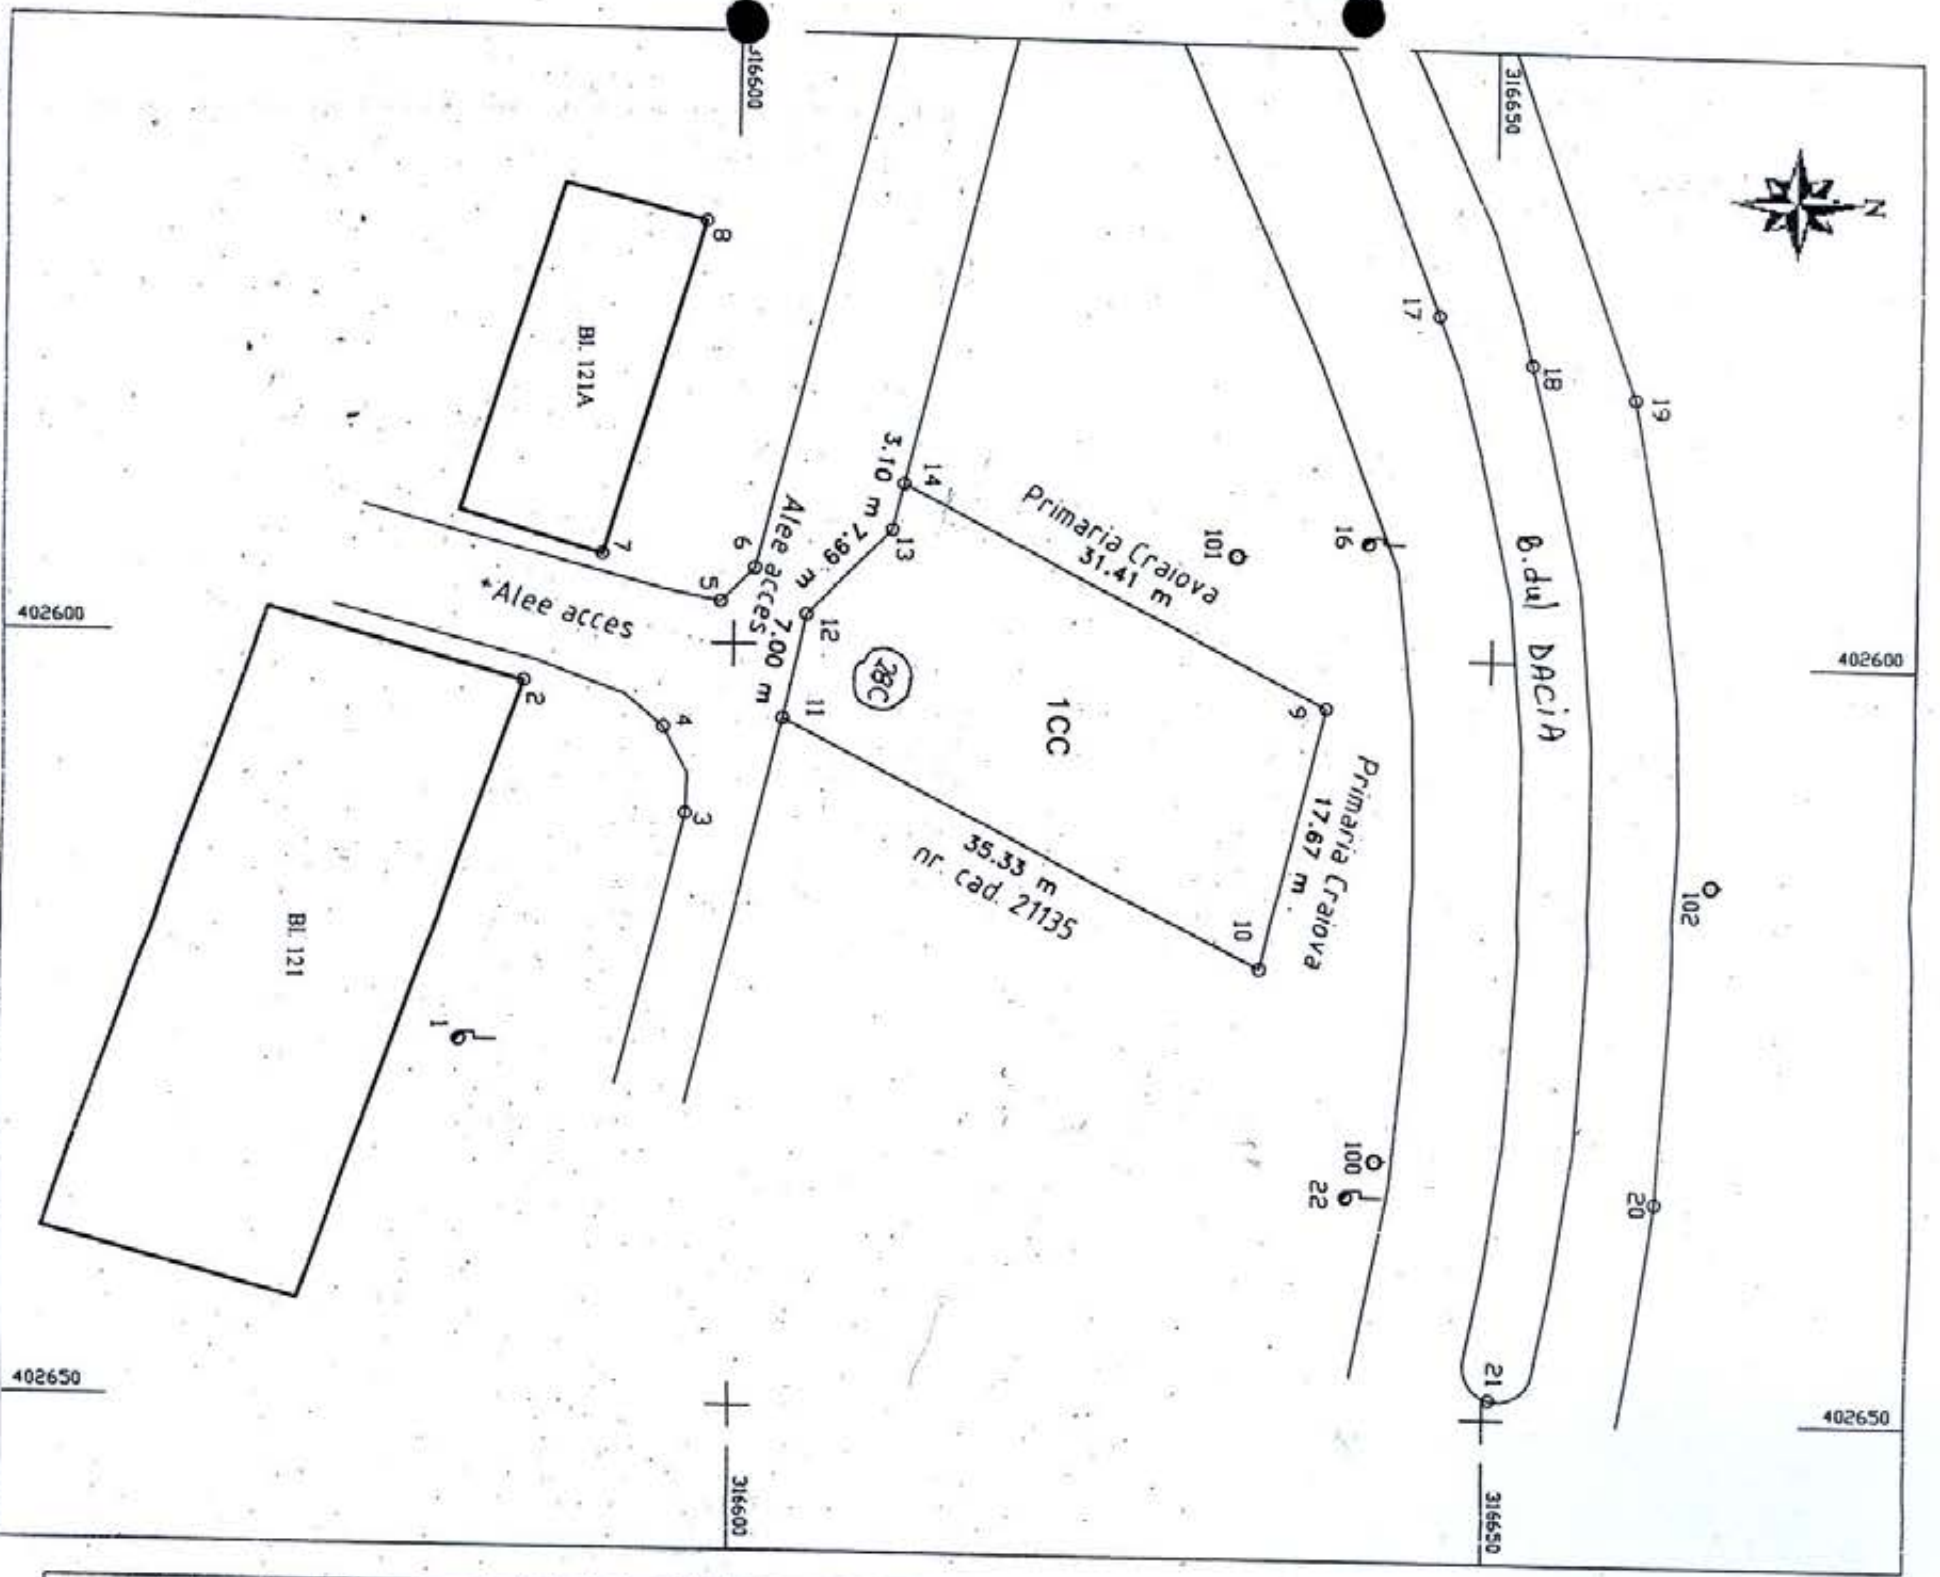 316600
316650
N
8
17
18
19
Bl. 121A
14
3.10 m
13
7.99 m
Primaria Craiova
31.41 m
101
16
B.dul DACIA
6
Alee acces
7
5
*Alee acces
12
7.00 m
11
28C
1CC
9
Primaria Craiova
17.67 m
402600
402600
2
4
3
35.33 m
nr. cad. 21135
10
102
Bl. 121
1
100
22
20
21
402650
402650
316600
316650